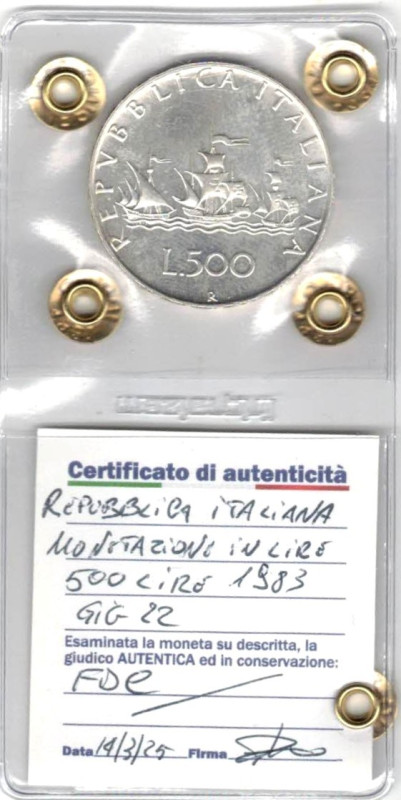 REPVBBLICA ITALIANA
L.500
R
Certificato di autenticità
REPUBBLICA ITALIANA
MONETAZIONE IN LIRE
500 LIRE 1983
GIG 22
Esaminata la moneta su descritta, la
giudico AUTENTICA ed in conservazione:
FDC
Data 14/3/25 Firma